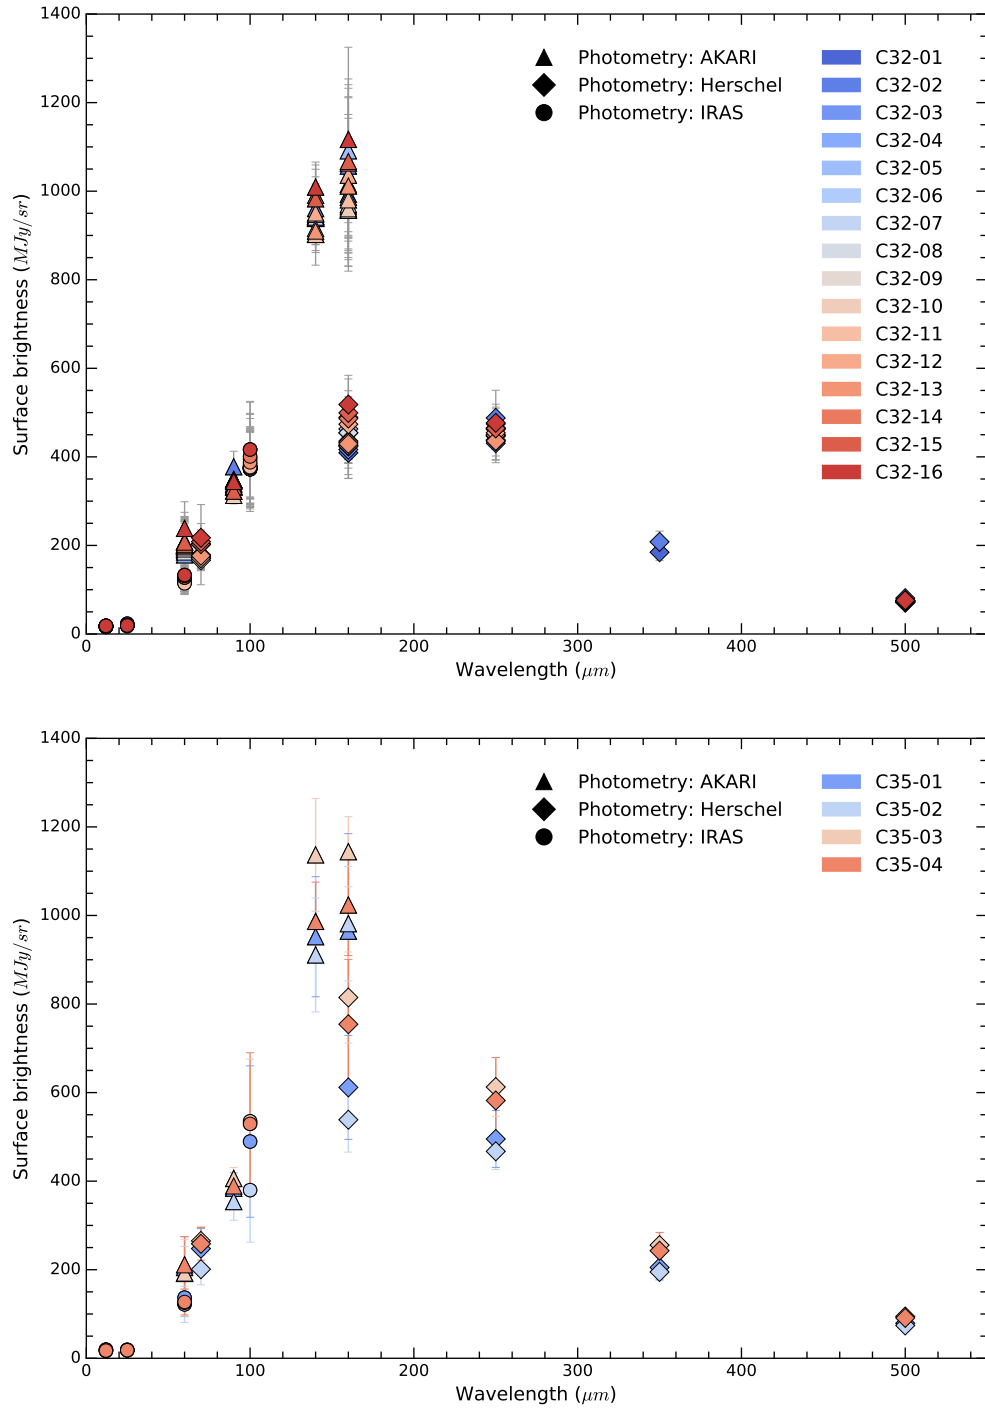 1400
1200
1000
800
600
400
200
0
Surface brightness (MJy/sr)
Photometry: AKARI
Photometry: Herschel
Photometry: IRAS
C32-01
C32-02
C32-03
C32-04
C32-05
C32-06
C32-07
C32-08
C32-09
C32-10
C32-11
C32-12
C32-13
C32-14
C32-15
C32-16
0 100 200 300 400 500
Wavelength (μm)
1400
1200
1000
800
600
400
200
0
Surface brightness (MJy/sr)
Photometry: AKARI
Photometry: Herschel
Photometry: IRAS
C35-01
C35-02
C35-03
C35-04
0 100 200 300 400 500
Wavelength (μm)